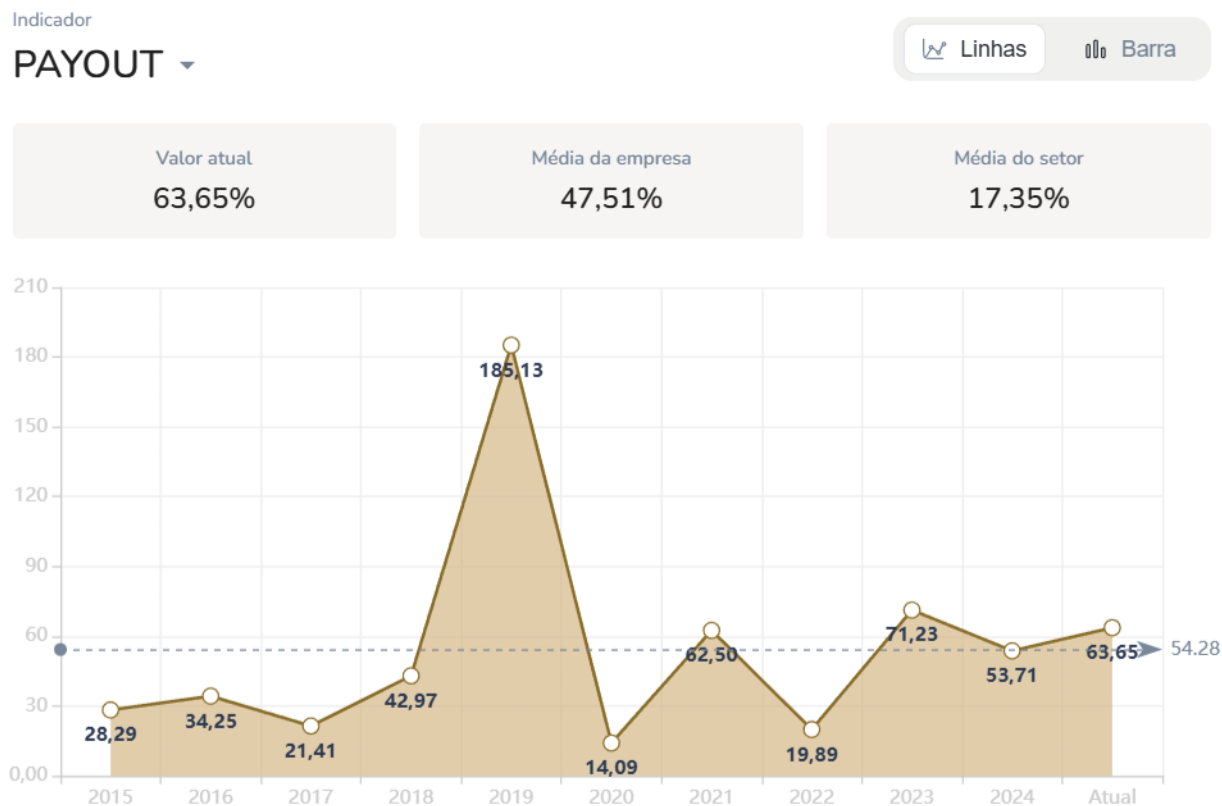 Indicador
PAYOUT
Linhas
Barra
Valor atual
63,65%
Média da empresa
47,51%
Média do setor
17,35%
210
180
150
120
90
60
30
0,00
28,29
34,25
21,41
42,97
185,13
14,09
62,50
19,89
71,23
53,71
63,65
54.28
2015 2016 2017 2018 2019 2020 2021 2022 2023 2024 Atual